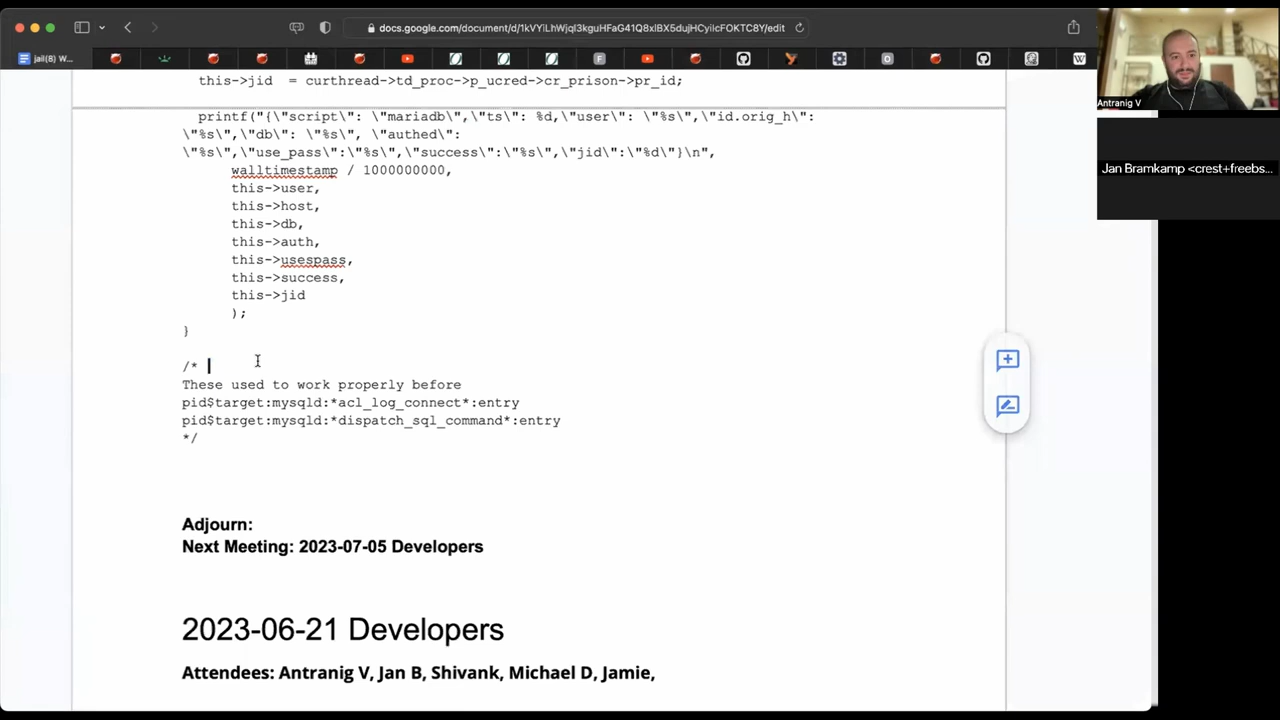 docs.google.com/document/d/1kVYlLhWjql3kguHFaG41Q8xlBX5dujHCyilcFOKTC8Y/edit
jail(8) W...
this->jid = curthread->td_proc->p_ucred->cr_prison->pr_id;
printf("{\"script\": \"mariadb\",\"ts\": %d,\"user\": \"%s\",\"id.orig_h\":
\"%s\",\"db\": \"%s\", \"authed\":
\"%s\",\"use_pass\":\"%s\",\"success\":\"%s\",\"jid\":\"%d\"}\n",
walltimestamp / 1000000000,
this->user,
this->host,
this->db,
this->auth,
this->usespass,
this->success,
this->jid
);
}
/*
These used to work properly before
pid$target:mysqld:*acl_log_connect*:entry
pid$target:mysqld:*dispatch_sql_command*:entry
*/
Adjourn:
Next Meeting: 2023-07-05 Developers
2023-06-21 Developers
Attendees: Antranig V, Jan B, Shivank, Michael D, Jamie,
Antranig V
Jan Bramkamp <crest+freebs...